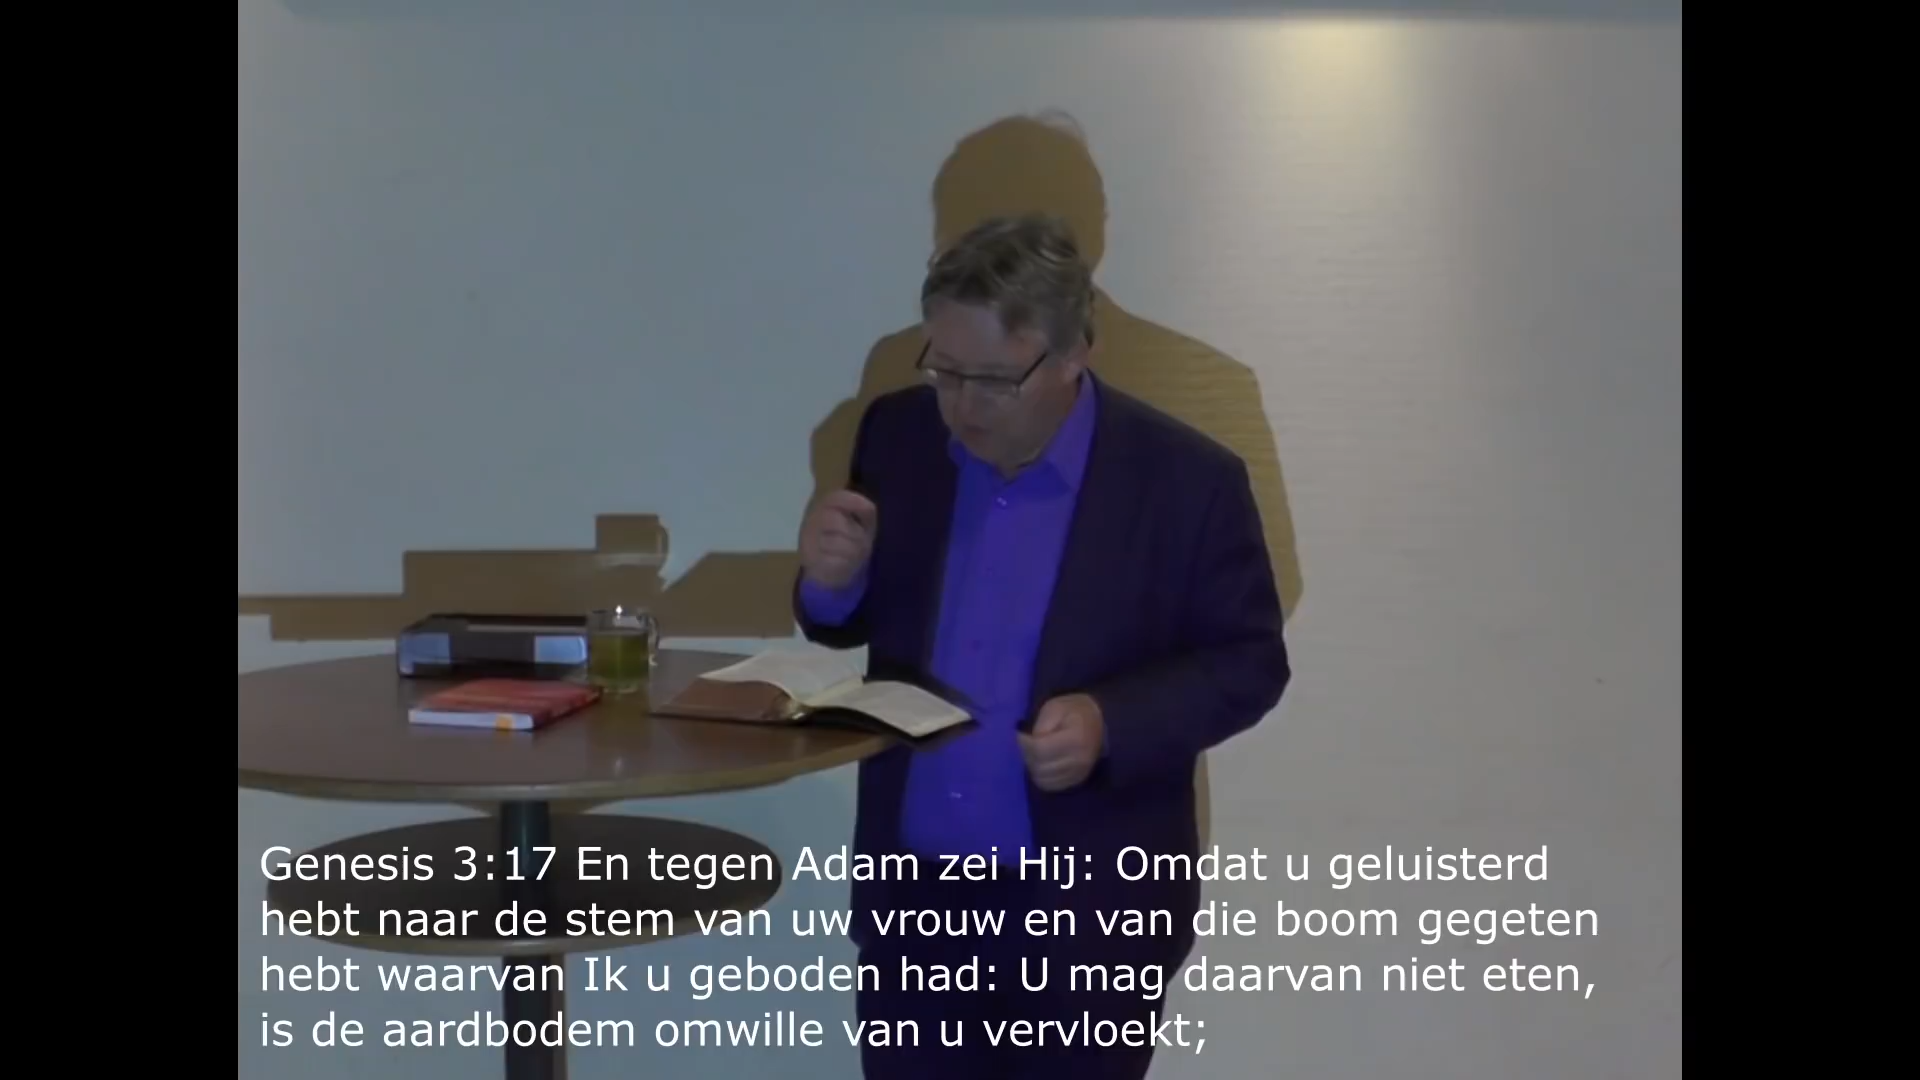 Genesis 3:17 En tegen Adam zei Hij: Omdat u geluisterd
hebt naar de stem van uw vrouw en van die boom gegeten
hebt waarvan Ik u geboden had: U mag daarvan niet eten,
is de aardbodem omwille van u vervloekt;